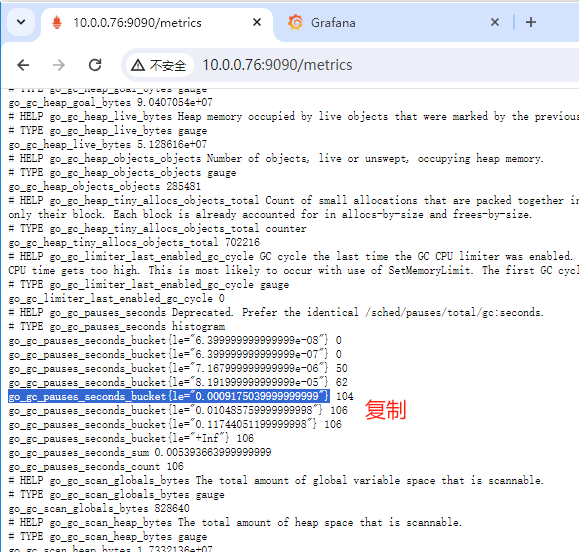 10.0.0.76:9090/metrics
Grafana
不安全
10.0.0.76:9090/metrics
# TYPE go_gc_heap_goal_bytes gauge
go_gc_heap_goal_bytes 9.0407054e+07
# HELP go_gc_heap_live_bytes Heap memory occupied by live objects that were marked by the previous
# TYPE go_gc_heap_live_bytes gauge
go_gc_heap_live_bytes 5.128616e+07
# HELP go_gc_heap_objects_objects Number of objects, live or unswept, occupying heap memory.
# TYPE go_gc_heap_objects_objects gauge
go_gc_heap_objects_objects 285481
# HELP go_gc_heap_tiny_allocs_objects_total Count of small allocations that are packed together in
only their block. Each block is already accounted for in allocs-by-size and frees-by-size.
# TYPE go_gc_heap_tiny_allocs_objects_total counter
go_gc_heap_tiny_allocs_objects_total 702216
# HELP go_gc_limiter_last_enabled_gc_cycle GC cycle the last time the GC CPU limiter was enabled.
CPU time gets too high. This is most likely to occur with use of SetMemoryLimit. The first GC cycl
# TYPE go_gc_limiter_last_enabled_gc_cycle gauge
go_gc_limiter_last_enabled_gc_cycle 0
# HELP go_gc_pauses_seconds Deprecated. Prefer the identical /sched/pauses/total/gc:seconds.
# TYPE go_gc_pauses_seconds histogram
go_gc_pauses_seconds_bucket{le="6.399999999999999e-08"} 0
go_gc_pauses_seconds_bucket{le="6.399999999999999e-07"} 0
go_gc_pauses_seconds_bucket{le="7.167999999999999e-06"} 50
go_gc_pauses_seconds_bucket{le="8.191999999999999e-05"} 62
go_gc_pauses_seconds_bucket{le="0.0009175039999999999"} 104
go_gc_pauses_seconds_bucket{le="0.010485759999999998"} 106
go_gc_pauses_seconds_bucket{le="0.11744051199999998"} 106
go_gc_pauses_seconds_bucket{le="+Inf"} 106
复制
go_gc_pauses_seconds_sum 0.005393663999999999
go_gc_pauses_seconds_count 106
# HELP go_gc_scan_globals_bytes The total amount of global variable space that is scannable.
# TYPE go_gc_scan_globals_bytes gauge
go_gc_scan_globals_bytes 828640
# HELP go_gc_scan_heap_bytes The total amount of heap space that is scannable.
# TYPE go_gc_scan_heap_bytes gauge
go_gc_scan_heap_bytes 1.7332136e+07